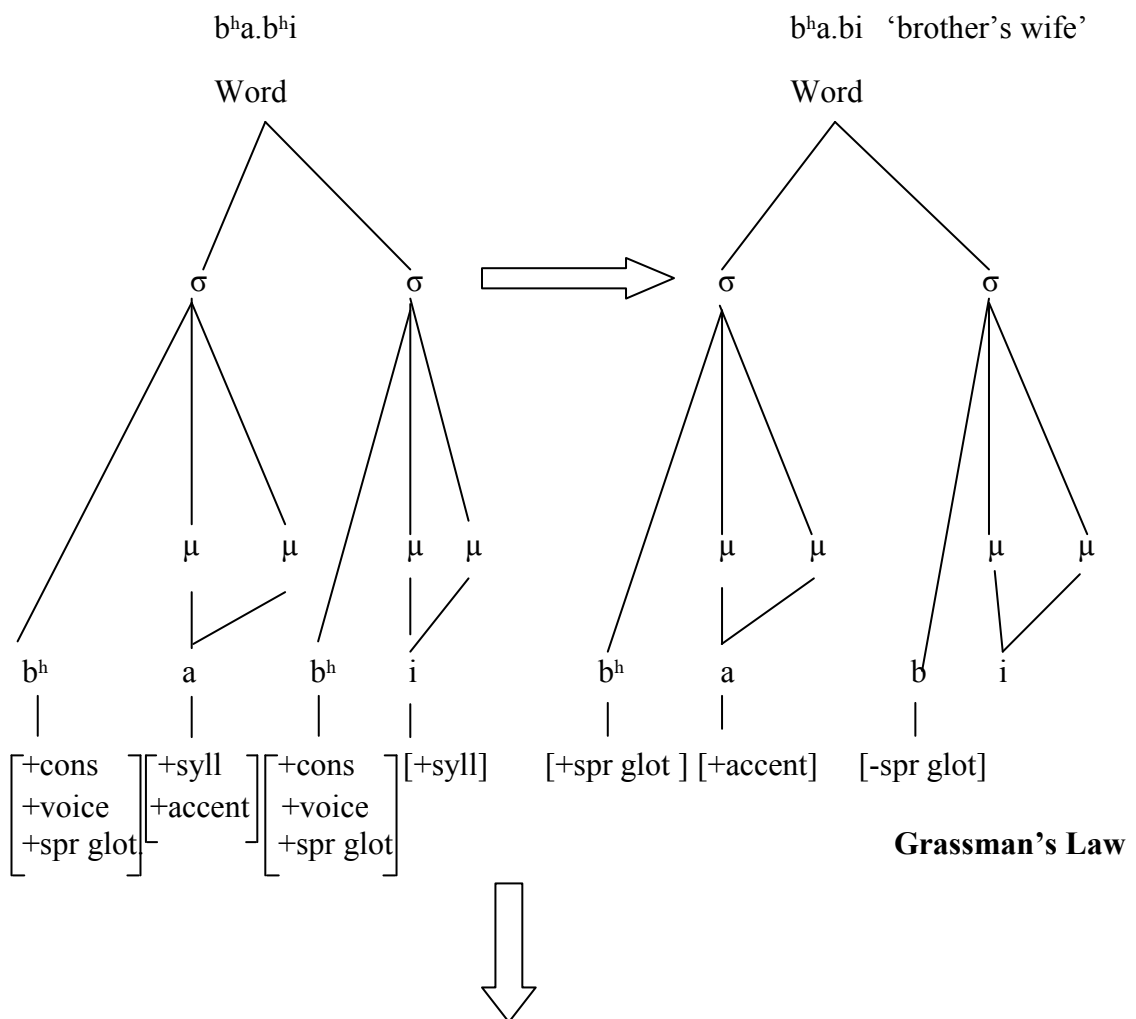 bʰa.bʰi bʰa.bi ‘brother’s wife’
Word Word
σ σ σ σ
μ μ μ μ μ μ μ μ
bʰ a bʰ i bʰ a b i
+cons +syll +cons [+syll] [+spr glot ] [+accent] [-spr glot]
+voice +accent +voice
+spr glot. +spr glot
Grassman’s Law